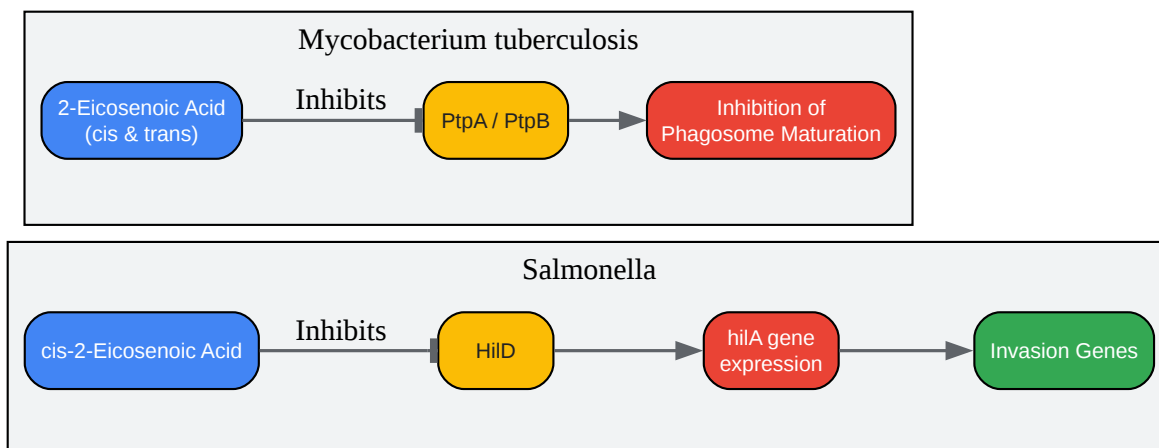 Mycobacterium tuberculosis
2-Eicosenoic Acid
(cis & trans)
Inhibits
PtpA / PtpB
Inhibition of
Phagosome Maturation
Salmonella
cis-2-Eicosenoic Acid
Inhibits
HilD
hilA gene
expression
Invasion Genes